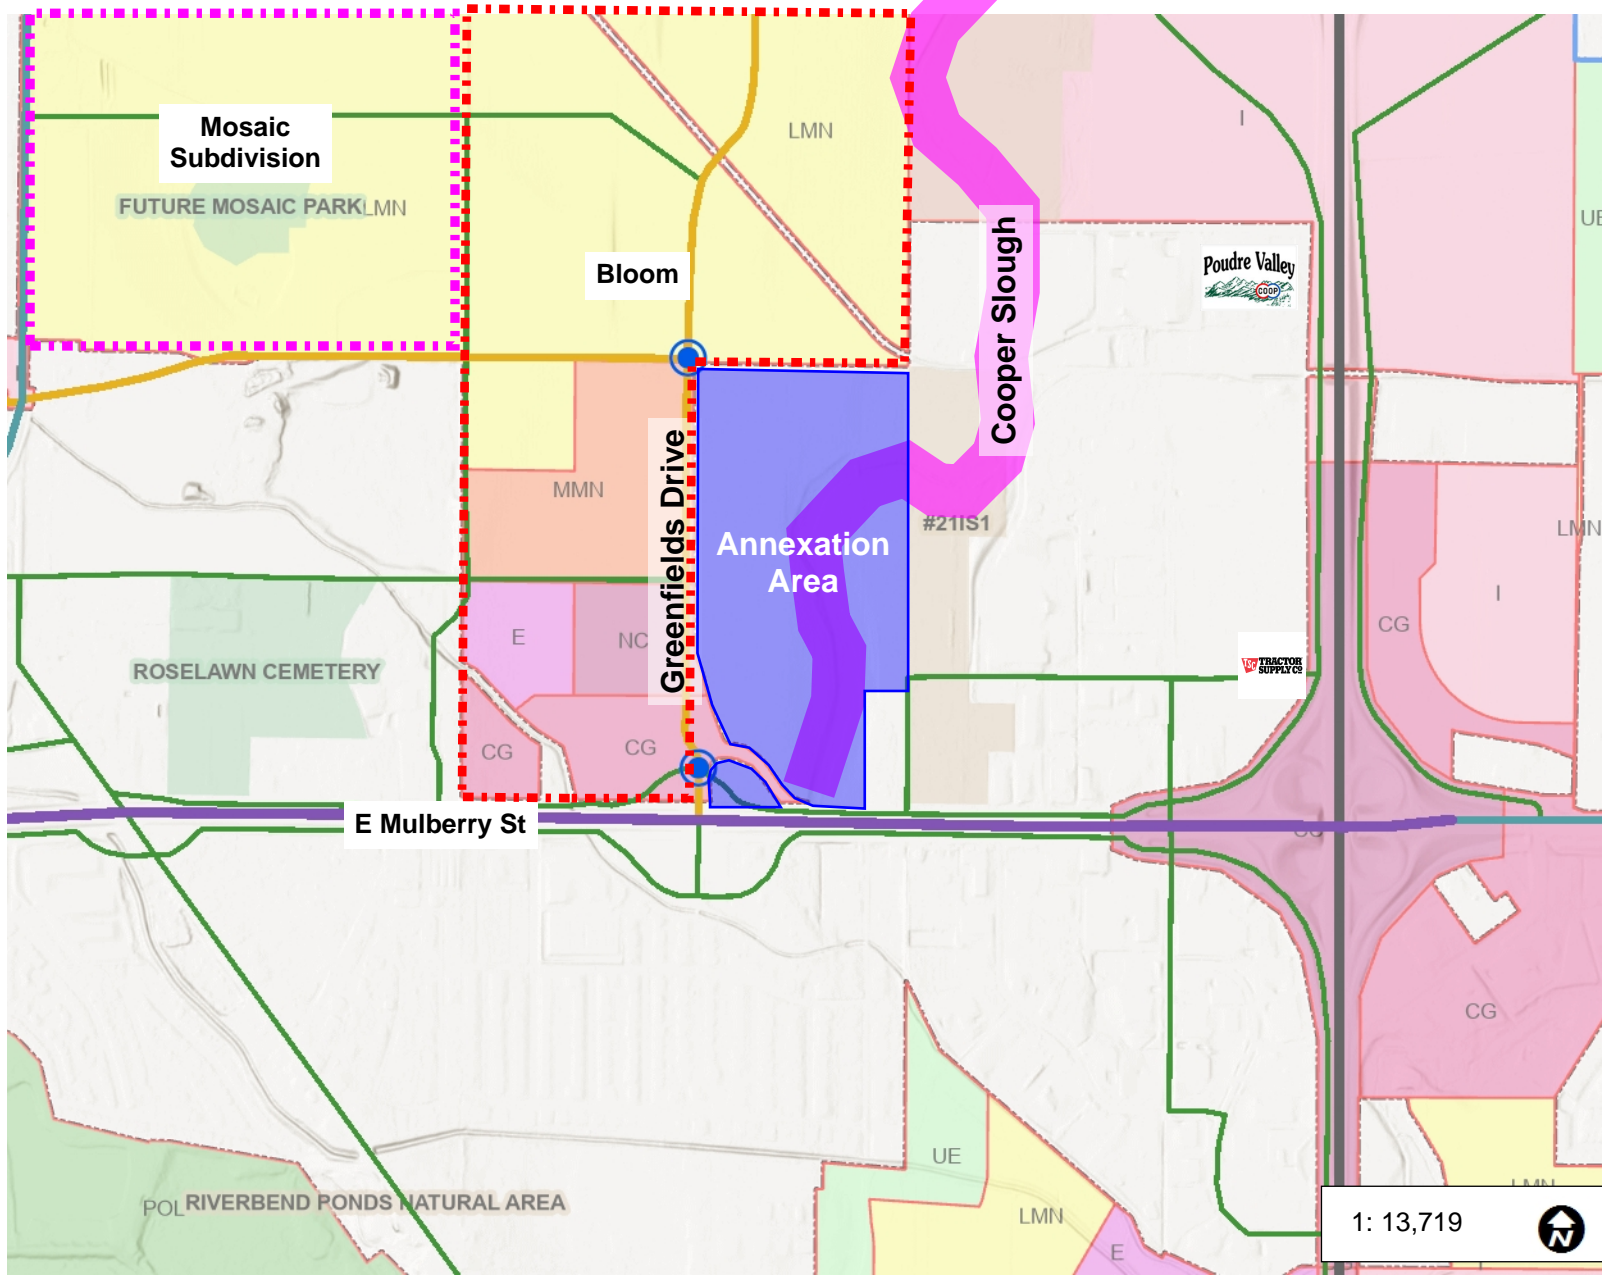 LMN
I
Mosaic
Subdivision
FUTURE MOSAIC PARK
LMN
UE
Poudre Valley
COOP
Bloom
Cooper Slough
Greenfields Drive
MMN
#21IS1
LMN
Annexation
Area
I
CG
E
NC
ROSELAWN CEMETERY
TSC TRACTOR
SUPPLY CO
CG
CG
E Mulberry St
CG
UE
POL
RIVERBEND PONDS NATURAL AREA
LMN
LMN
E
1: 13,719
N